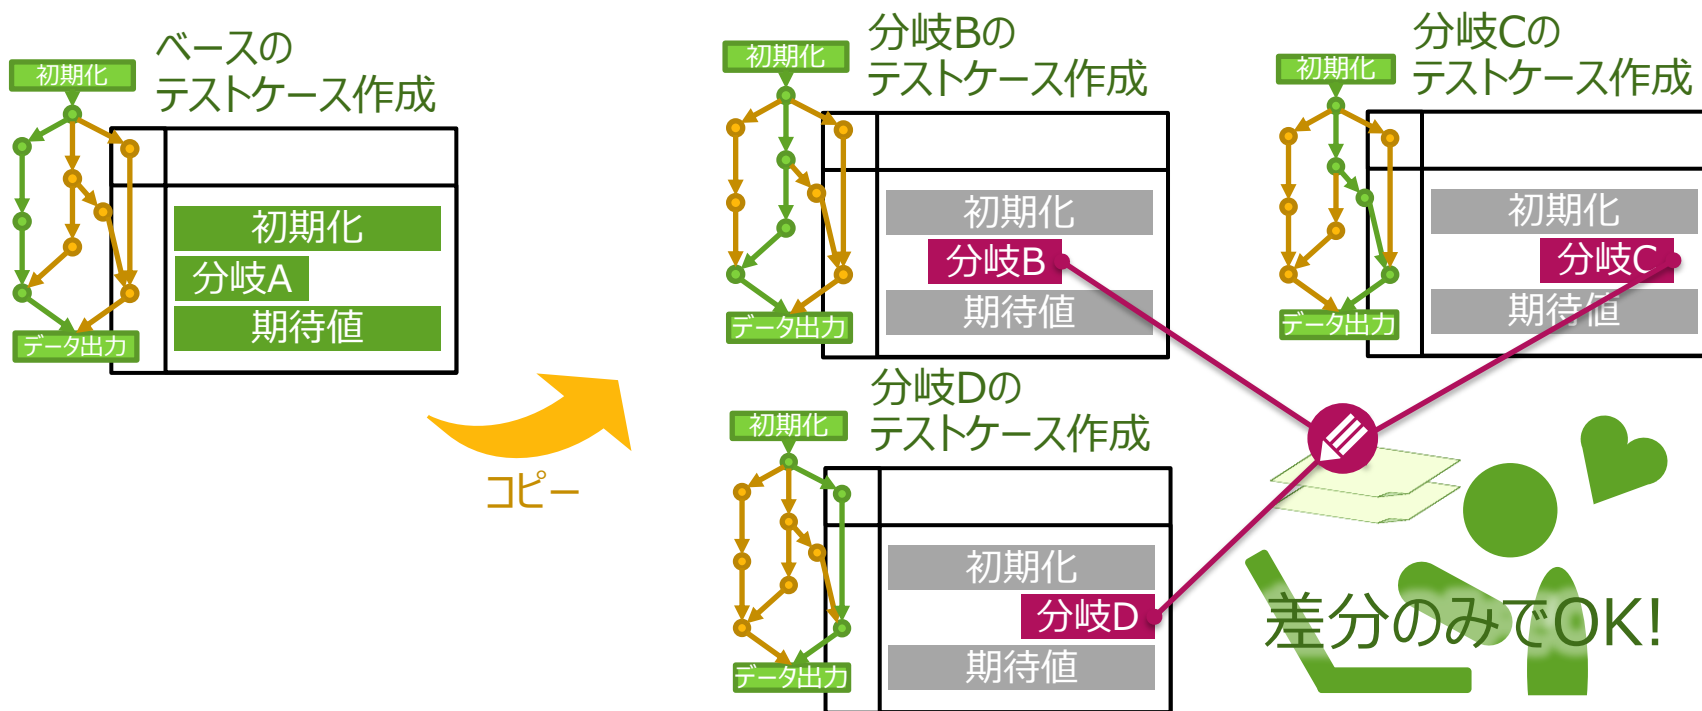 ベースの
テストケース作成
初期化
初期化
分岐A
期待値
データ出力
コピー
分岐Bの
テストケース作成
初期化
初期化
分岐B
期待値
データ出力
分岐Cの
テストケース作成
初期化
初期化
分岐C
期待値
データ出力
分岐Dの
テストケース作成
初期化
初期化
分岐D
期待値
データ出力
差分のみでOK!